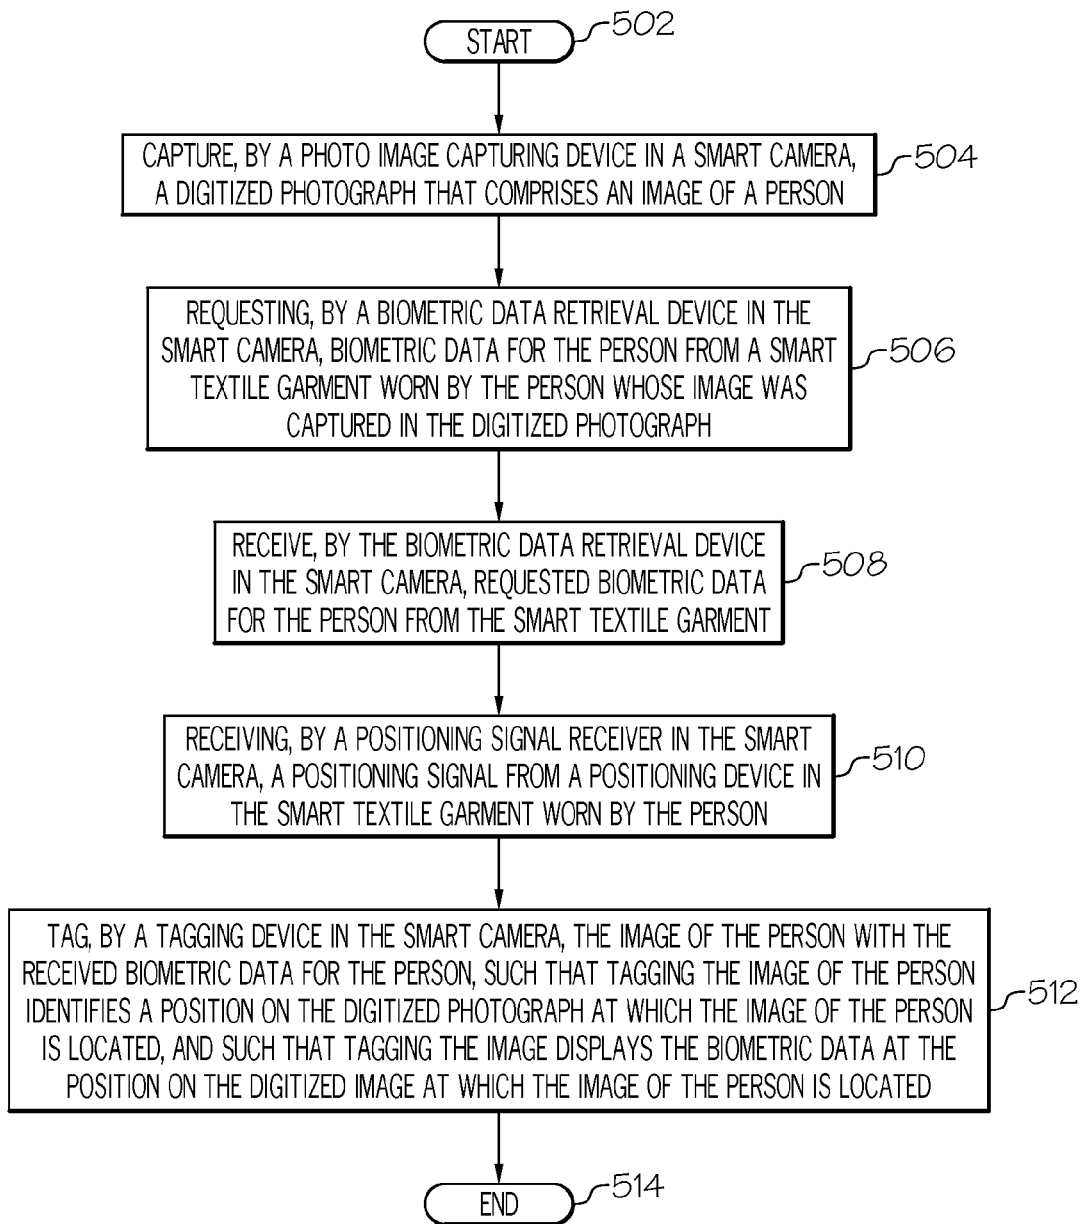 START
502
CAPTURE, BY A PHOTO IMAGE CAPTURING DEVICE IN A SMART CAMERA,
A DIGITIZED PHOTOGRAPH THAT COMPRISES AN IMAGE OF A PERSON
504
REQUESTING, BY A BIOMETRIC DATA RETRIEVAL DEVICE IN THE
SMART CAMERA, BIOMETRIC DATA FOR THE PERSON FROM A SMART
TEXTILE GARMENT WORN BY THE PERSON WHOSE IMAGE WAS
CAPTURED IN THE DIGITIZED PHOTOGRAPH
506
RECEIVE, BY THE BIOMETRIC DATA RETRIEVAL DEVICE
IN THE SMART CAMERA, REQUESTED BIOMETRIC DATA
FOR THE PERSON FROM THE SMART TEXTILE GARMENT
508
RECEIVING, BY A POSITIONING SIGNAL RECEIVER IN THE SMART
CAMERA, A POSITIONING SIGNAL FROM A POSITIONING DEVICE IN
THE SMART TEXTILE GARMENT WORN BY THE PERSON
510
TAG, BY A TAGGING DEVICE IN THE SMART CAMERA, THE IMAGE OF THE PERSON WITH THE
RECEIVED BIOMETRIC DATA FOR THE PERSON, SUCH THAT TAGGING THE IMAGE OF THE PERSON
IDENTIFIES A POSITION ON THE DIGITIZED PHOTOGRAPH AT WHICH THE IMAGE OF THE PERSON
IS LOCATED, AND SUCH THAT TAGGING THE IMAGE DISPLAYS THE BIOMETRIC DATA AT THE
POSITION ON THE DIGITIZED IMAGE AT WHICH THE IMAGE OF THE PERSON IS LOCATED
512
END
514